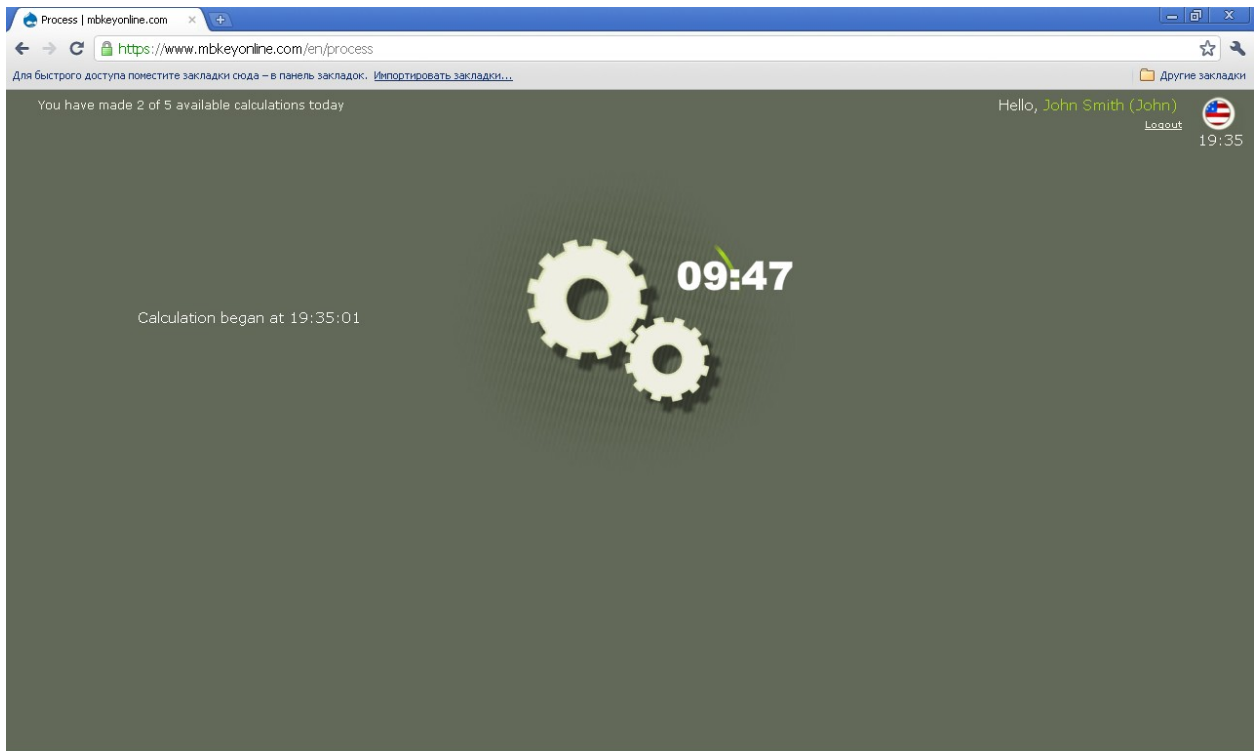 Process | mbkeyonline.com
https://www.mbkeyonline.com/en/process
Для быстрого доступа поместите закладки сюда – в панель закладок. Импортировать закладки...
Другие закладки
You have made 2 of 5 available calculations today
Hello, John Smith (John)
Logout
19:35
09:47
Calculation began at 19:35:01